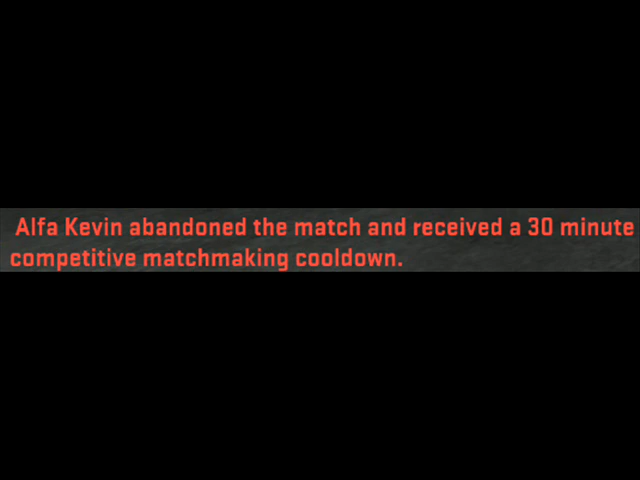 Alfa Kevin abandoned the match and received a 30 minute
competitive matchmaking cooldown.